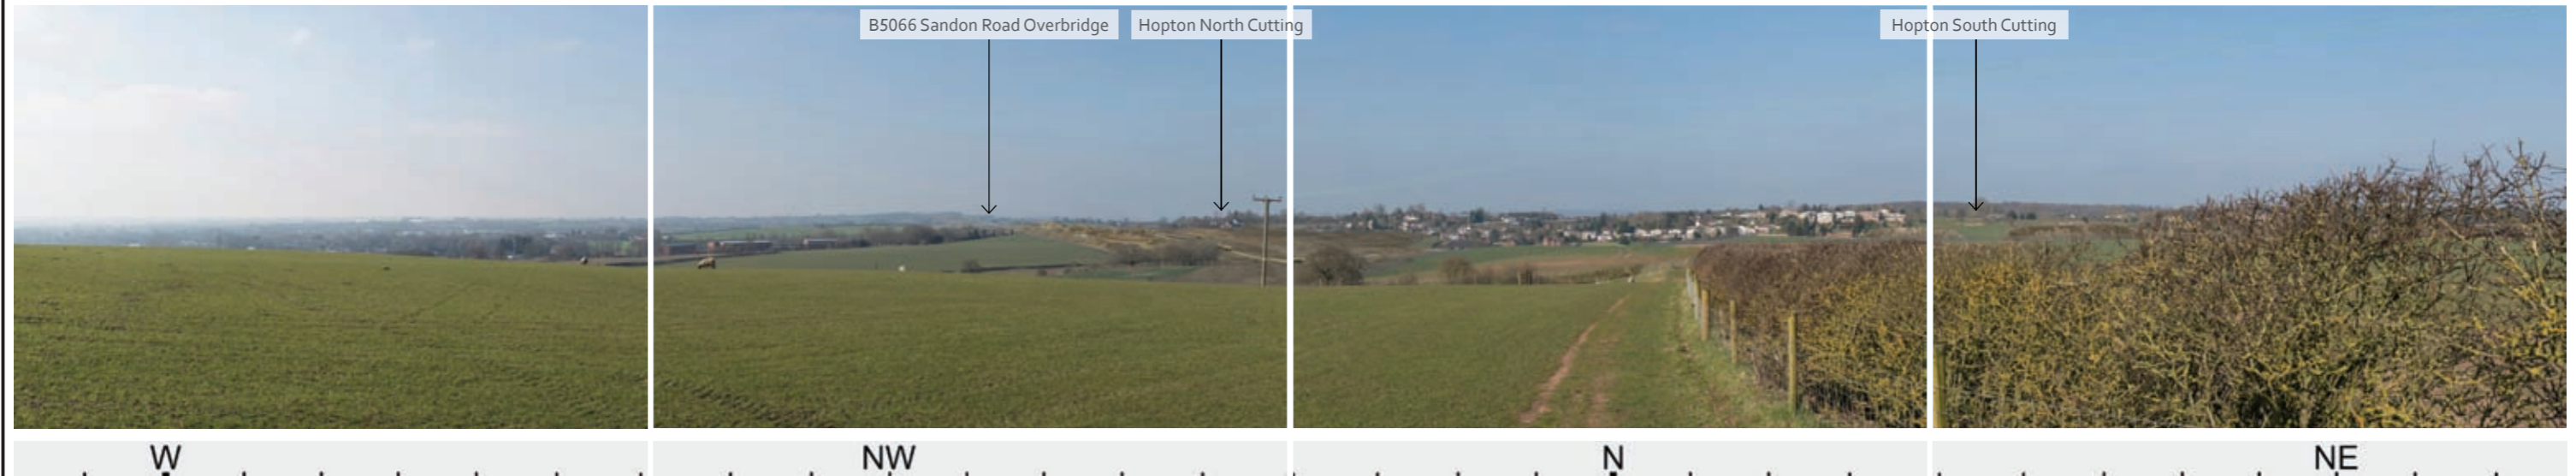 B5066 Sandon Road Overbridge
Hopton North Cutting
Hopton South Cutting
W
NW
N
NE